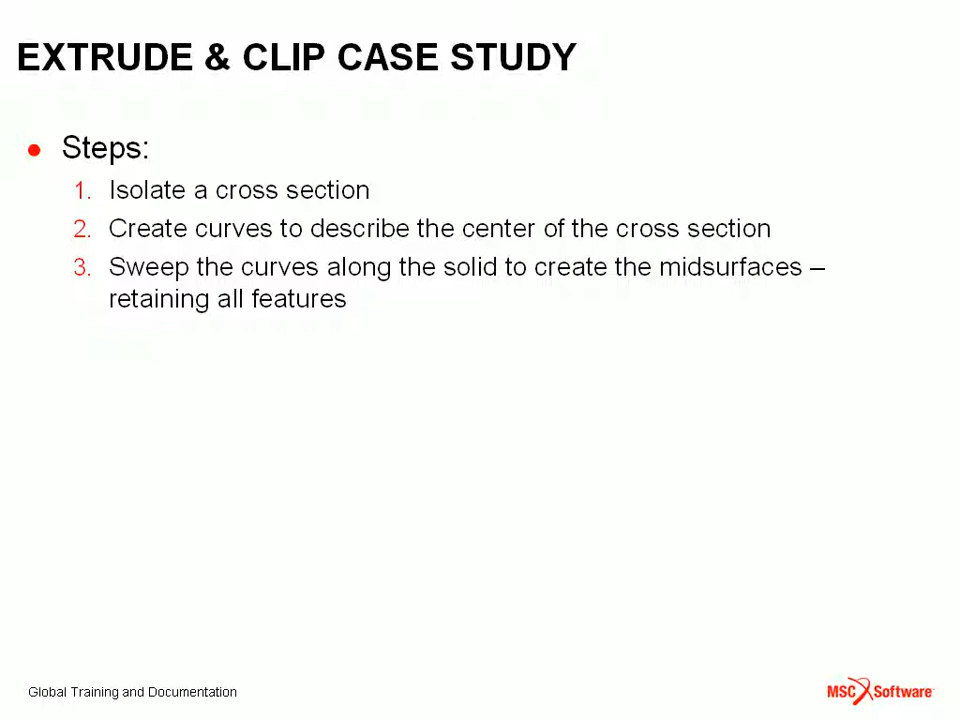 EXTRUDE & CLIP CASE STUDY
● Steps:
1. Isolate a cross section
2. Create curves to describe the center of the cross section
3. Sweep the curves along the solid to create the midsurfaces –
retaining all features
Global Training and Documentation
MSC Software